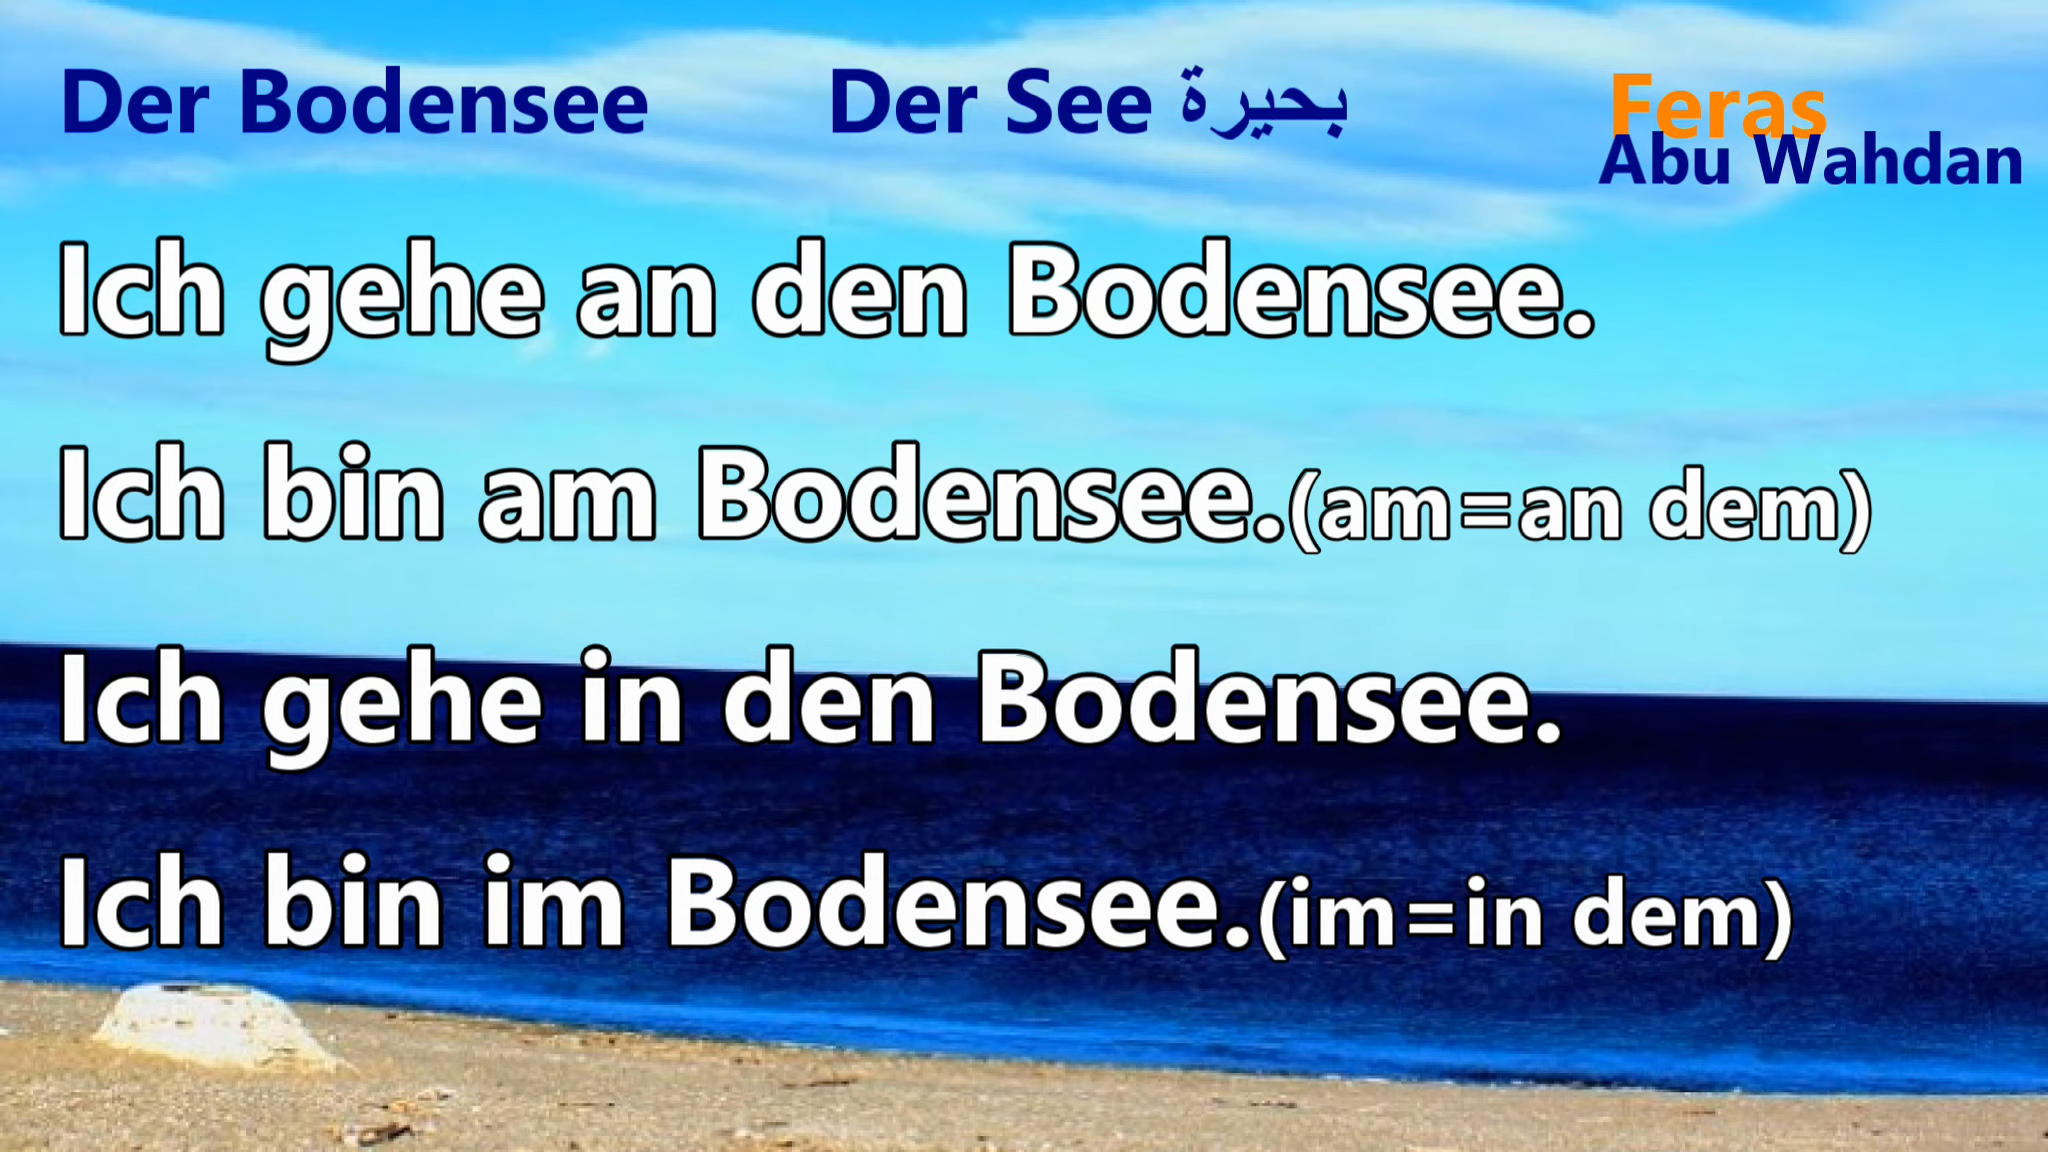 Der Bodensee
Der See بحيرة
Feras
Abu Wahdan
Ich gehe an den Bodensee.
Ich bin am Bodensee.(am=an dem)
Ich gehe in den Bodensee.
Ich bin im Bodensee.(im=in dem)